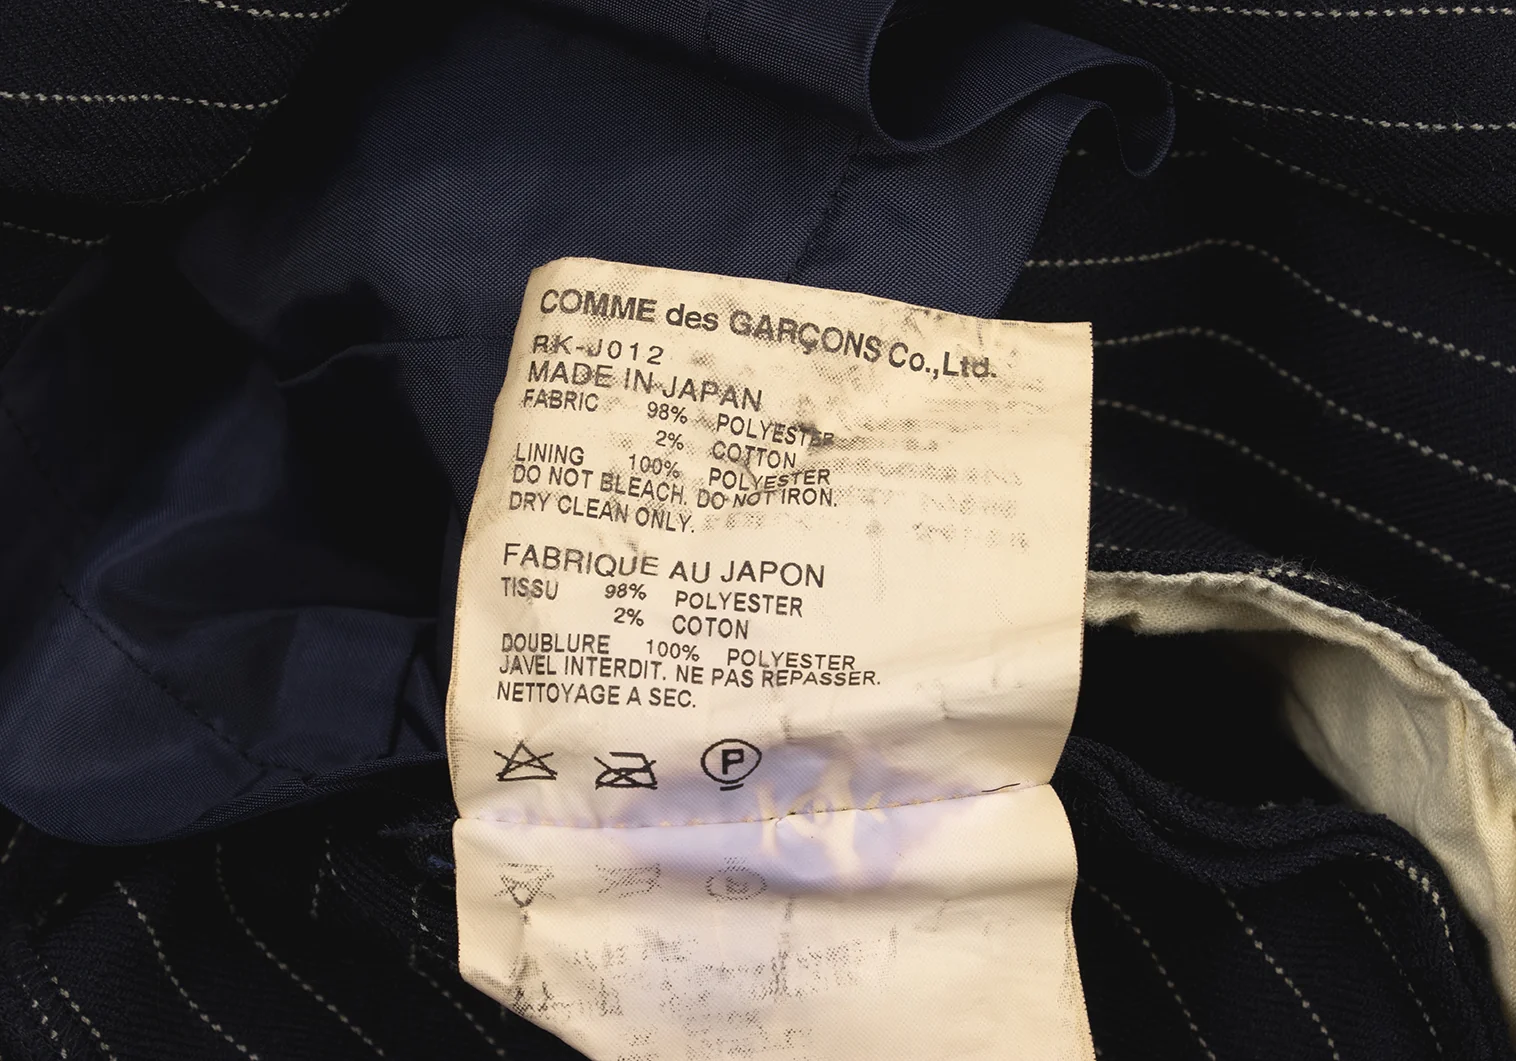 COMME des GARÇONS Co.,Ltd.
RK-J012
MADE IN JAPAN
FABRIC 98% POLYESTER
2% COTTON
LINING 100% POLYESTER
DO NOT BLEACH. DO NOT IRON.
DRY CLEAN ONLY.
FABRIQUE AU JAPON
TISSU 98% POLYESTER
2% COTON
DOUBLURE 100% POLYESTER
JAVEL INTERDIT. NE PAS REPASSER.
NETTOYAGE A SEC.
P